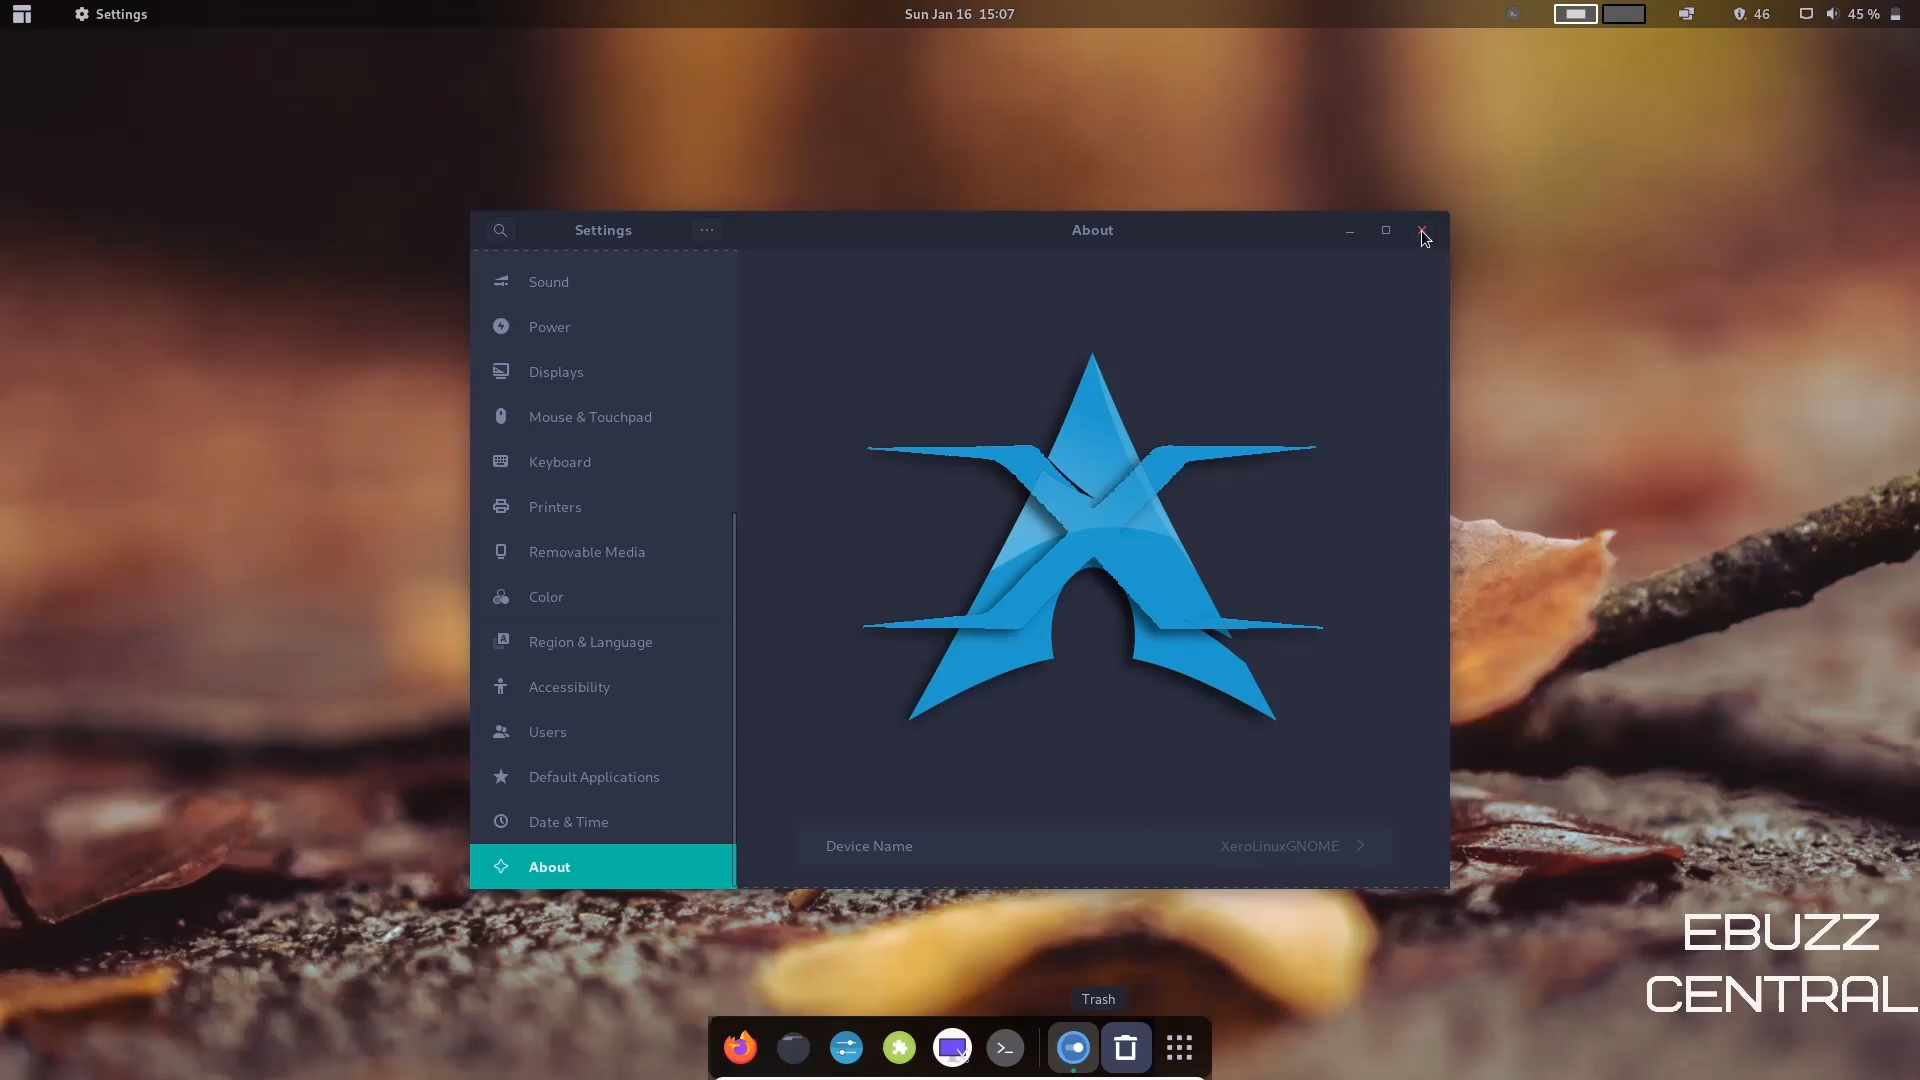 Settings
Sun Jan 16 15:07
46
45 %
Settings
About
Sound
Power
Displays
Mouse & Touchpad
Keyboard
Printers
Removable Media
Color
Region & Language
Accessibility
Users
Default Applications
Date & Time
About
Device Name
XeroLinuxGNOME
EBUZZ
CENTRAL
Trash